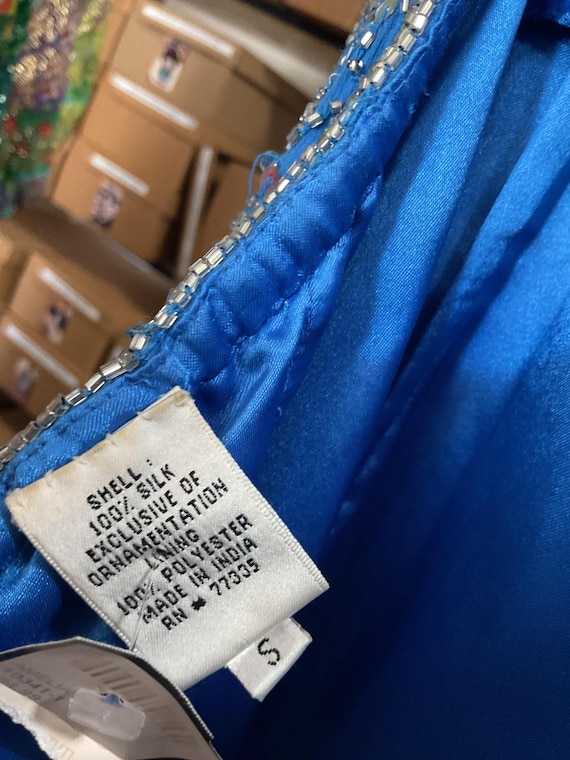 SHELL :
100% SILK
EXCLUSIVE OF
ORNAMENTATION
LINING
100% POLYESTER
MADE IN INDIA
RN * 77335
S